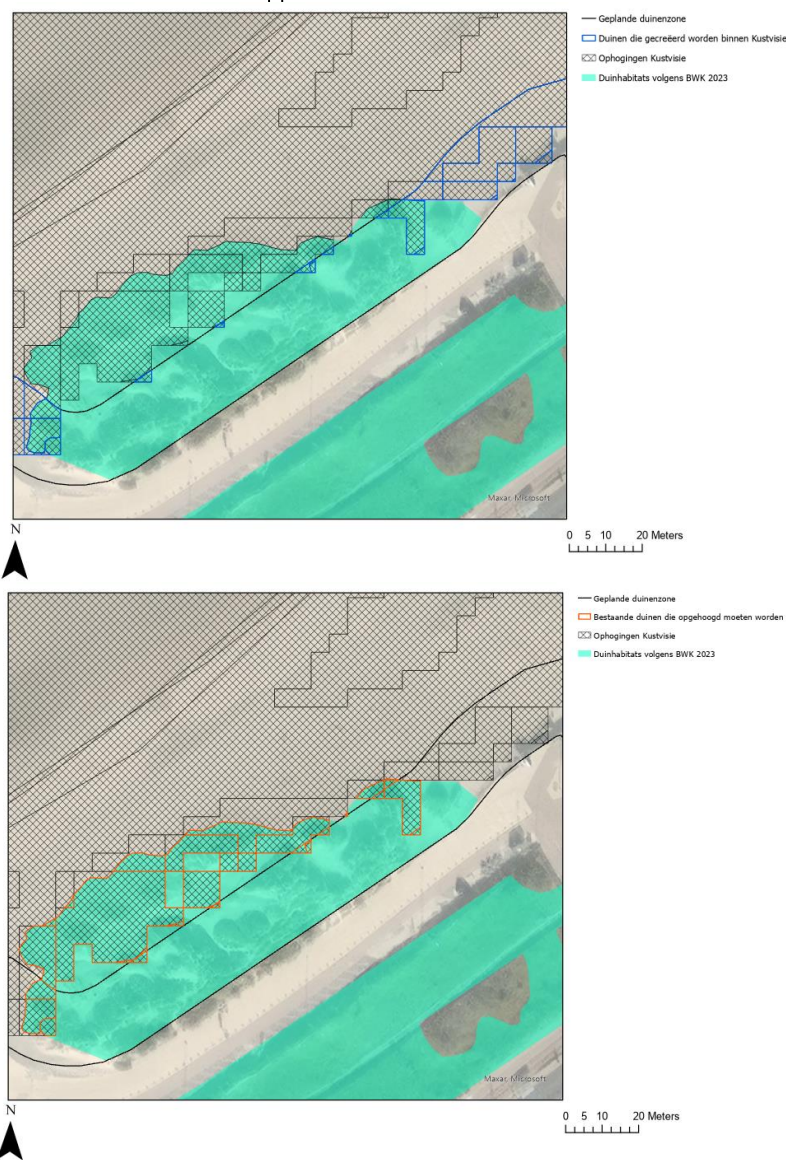 Geplande duinenzone
Duinen die gecreëerd worden binnen Kustvisie
Ophogingen Kustvisie
Duinhabitats volgens BWK 2023
Maxar, Microsoft
N
0 5 10 20 Meters
Geplande duinenzone
Bestaande duinen die opgehoogd moeten worden
Ophogingen Kustvisie
Duinhabitats volgens BWK 2023
Maxar, Microsoft
N
0 5 10 20 Meters